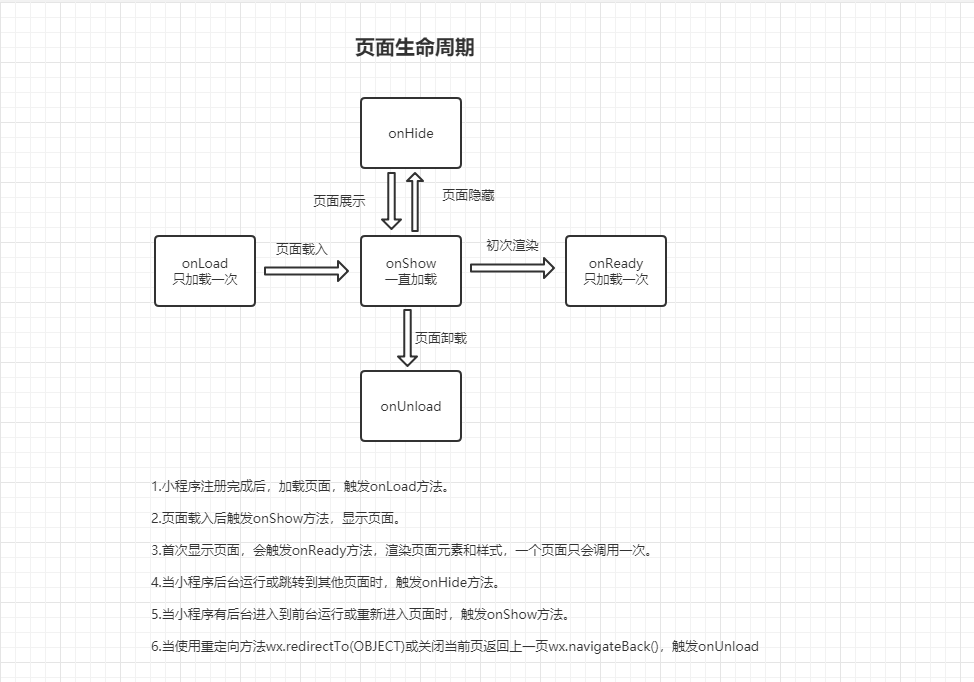 页面生命周期
onHide
页面展示
页面隐藏
onLoad
只加载一次
页面载入
onShow
一直加载
初次渲染
onReady
只加载一次
页面卸载
onUnload
1.小程序注册完成后，加载页面，触发onLoad方法。
2.页面载入后触发onShow方法，显示页面。
3.首次显示页面，会触发onReady方法，渲染页面元素和样式，一个页面只会调用一次。
4.当小程序后台运行或跳转到其他页面时，触发onHide方法。
5.当小程序有后台进入到前台运行或重新进入页面时，触发onShow方法。
6.当使用重定向方法wx.redirectTo(OBJECT)或关闭当前页返回上一页wx.navigateBack()，触发onUnload